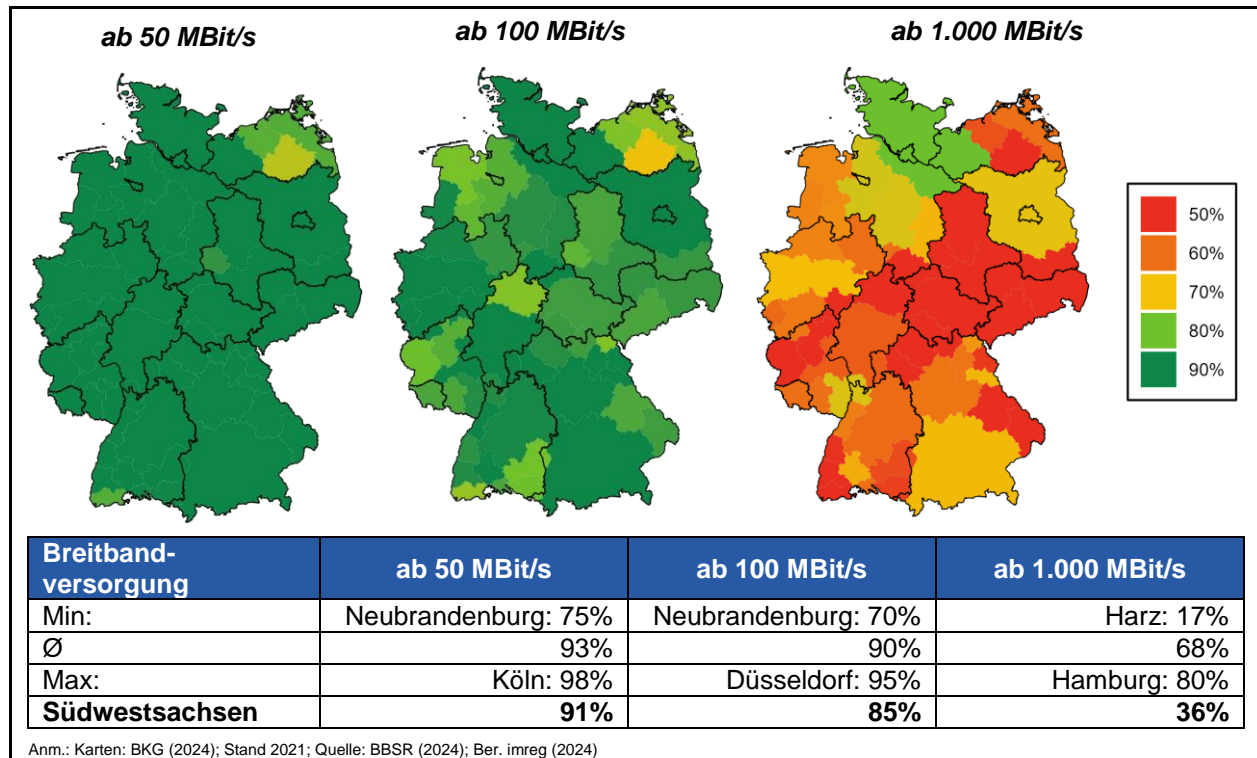 ab 50 MBit/s ab 100 MBit/s ab 1.000 MBit/s
50%
60%
70%
80%
90%
Breitband-
versorgung ab 50 MBit/s ab 100 MBit/s ab 1.000 MBit/s
Min: Neubrandenburg: 75% Neubrandenburg: 70% Harz: 17%
Ø 93% 90% 68%
Max: Köln: 98% Düsseldorf: 95% Hamburg: 80%
Südwestsachsen 91% 85% 36%
Anm.: Karten: BKG (2024); Stand 2021; Quelle: BBSR (2024); Ber. imreg (2024)